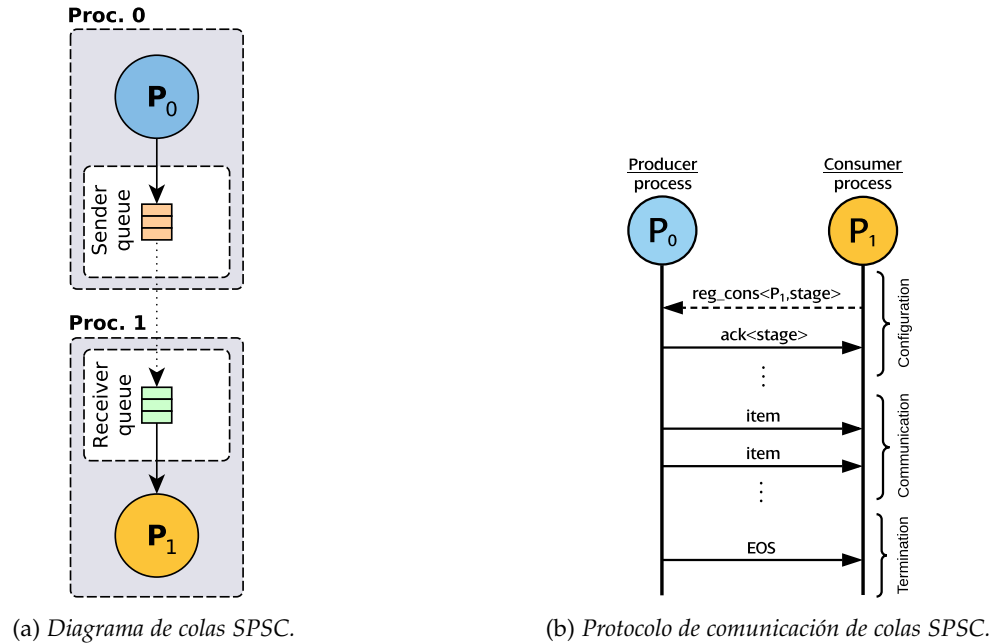 Proc. 0
P0
Sender
queue
Proc. 1
Receiver
queue
P1
(a) Diagrama de colas SPSC.
Producer
process
Consumer
process
P0
P1
reg_cons<P1,stage>
ack<stage>
⋮
Configuration
item
item
⋮
Communication
EOS
Termination
(b) Protocolo de comunicación de colas SPSC.